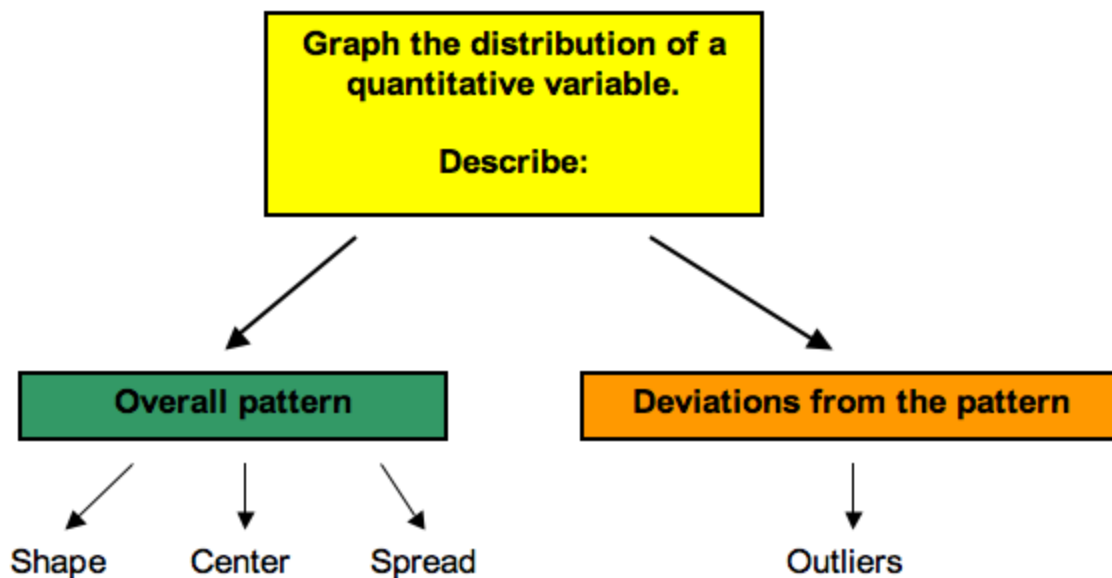 Graph the distribution of a
quantitative variable.
Describe:
Overall pattern
Deviations from the pattern
Shape
Center
Spread
Outliers